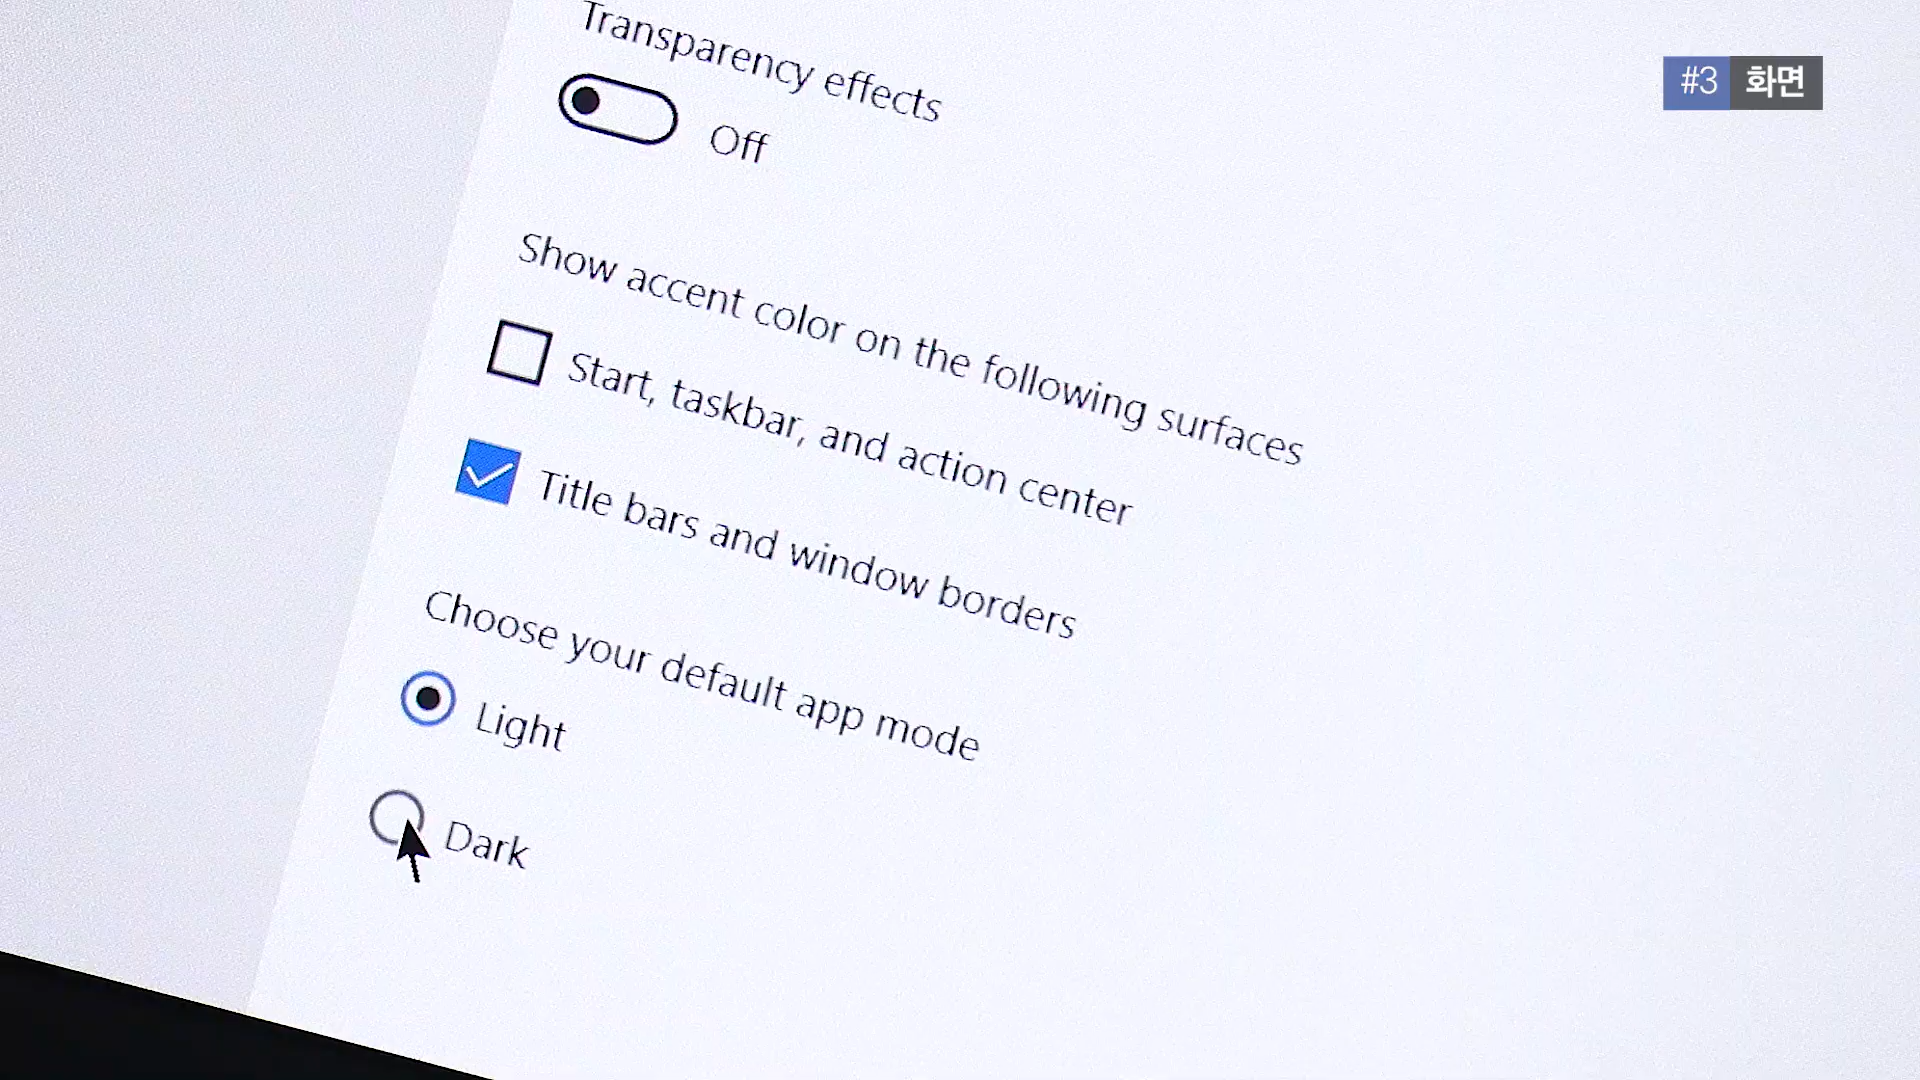 Transparency effects
Off
Show accent color on the following surfaces
Start, taskbar, and action center
Title bars and window borders
Choose your default app mode
Light
Dark
#3 화면